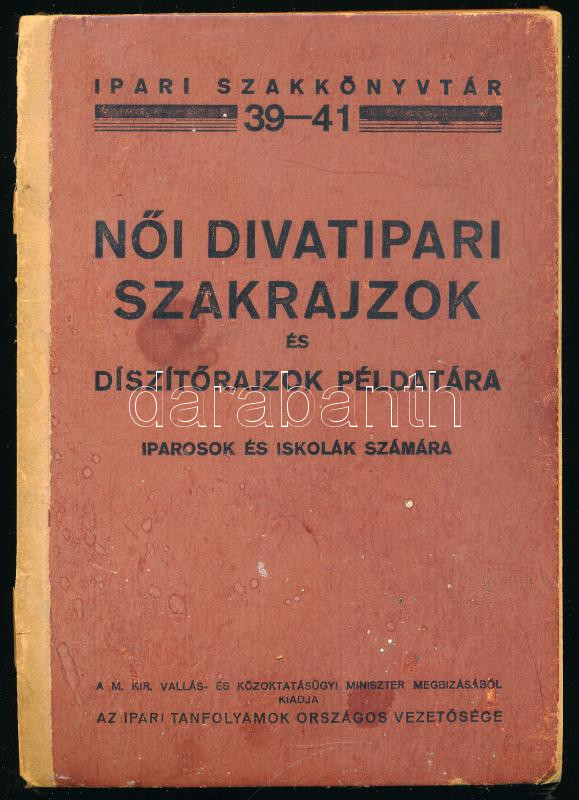 IPARI SZAKKÖNYVTÁR
39—41
NŐI DIVATIPARI
SZAKRAJZOK
ÉS
DÍSZÍTŐRAJZOK PÉLDATÁRA
darabanth
IPAROSOK ÉS ISKOLÁK SZÁMÁRA
A M. KIR. VALLÁS- ÉS KÖZOKTATÁSÜGYI MINISZTER MEGBIZÁSÁBÓL
KIADJA
AZ IPARI TANFOLYAMOK ORSZÁGOS VEZETŐSÉGE